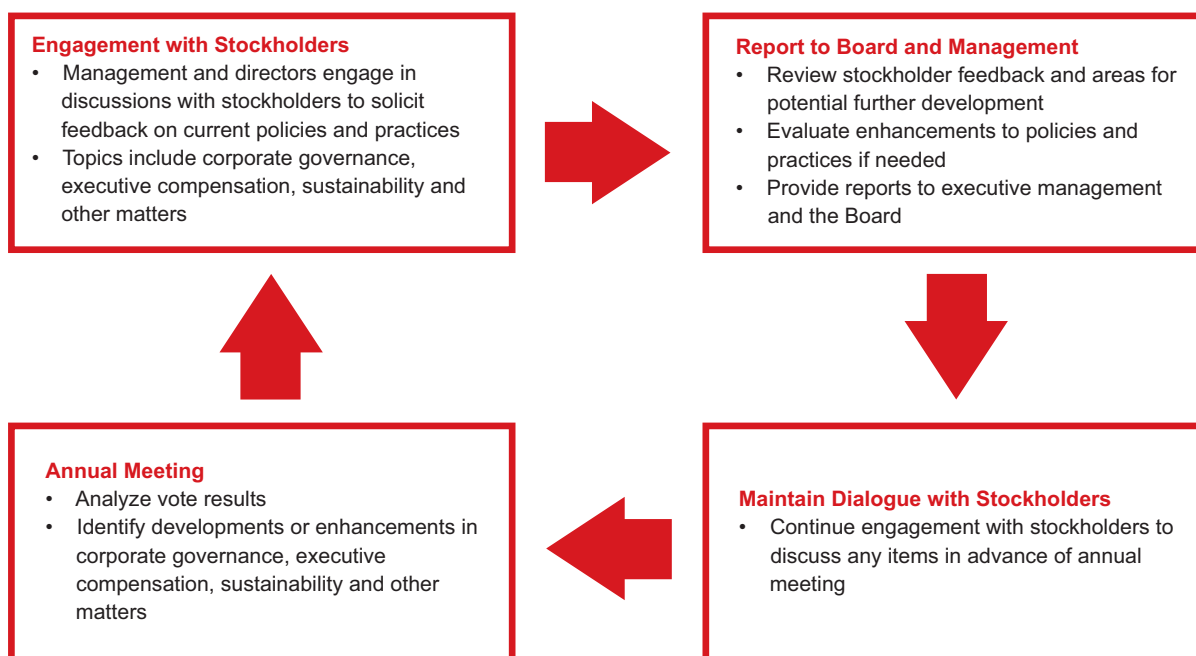 Engagement with Stockholders
• Management and directors engage in
discussions with stockholders to solicit
feedback on current policies and practices
• Topics include corporate governance,
executive compensation, sustainability and
other matters
Report to Board and Management
• Review stockholder feedback and areas for
potential further development
• Evaluate enhancements to policies and
practices if needed
• Provide reports to executive management
and the Board
Annual Meeting
• Analyze vote results
• Identify developments or enhancements in
corporate governance, executive
compensation, sustainability and other
matters
Maintain Dialogue with Stockholders
• Continue engagement with stockholders to
discuss any items in advance of annual
meeting